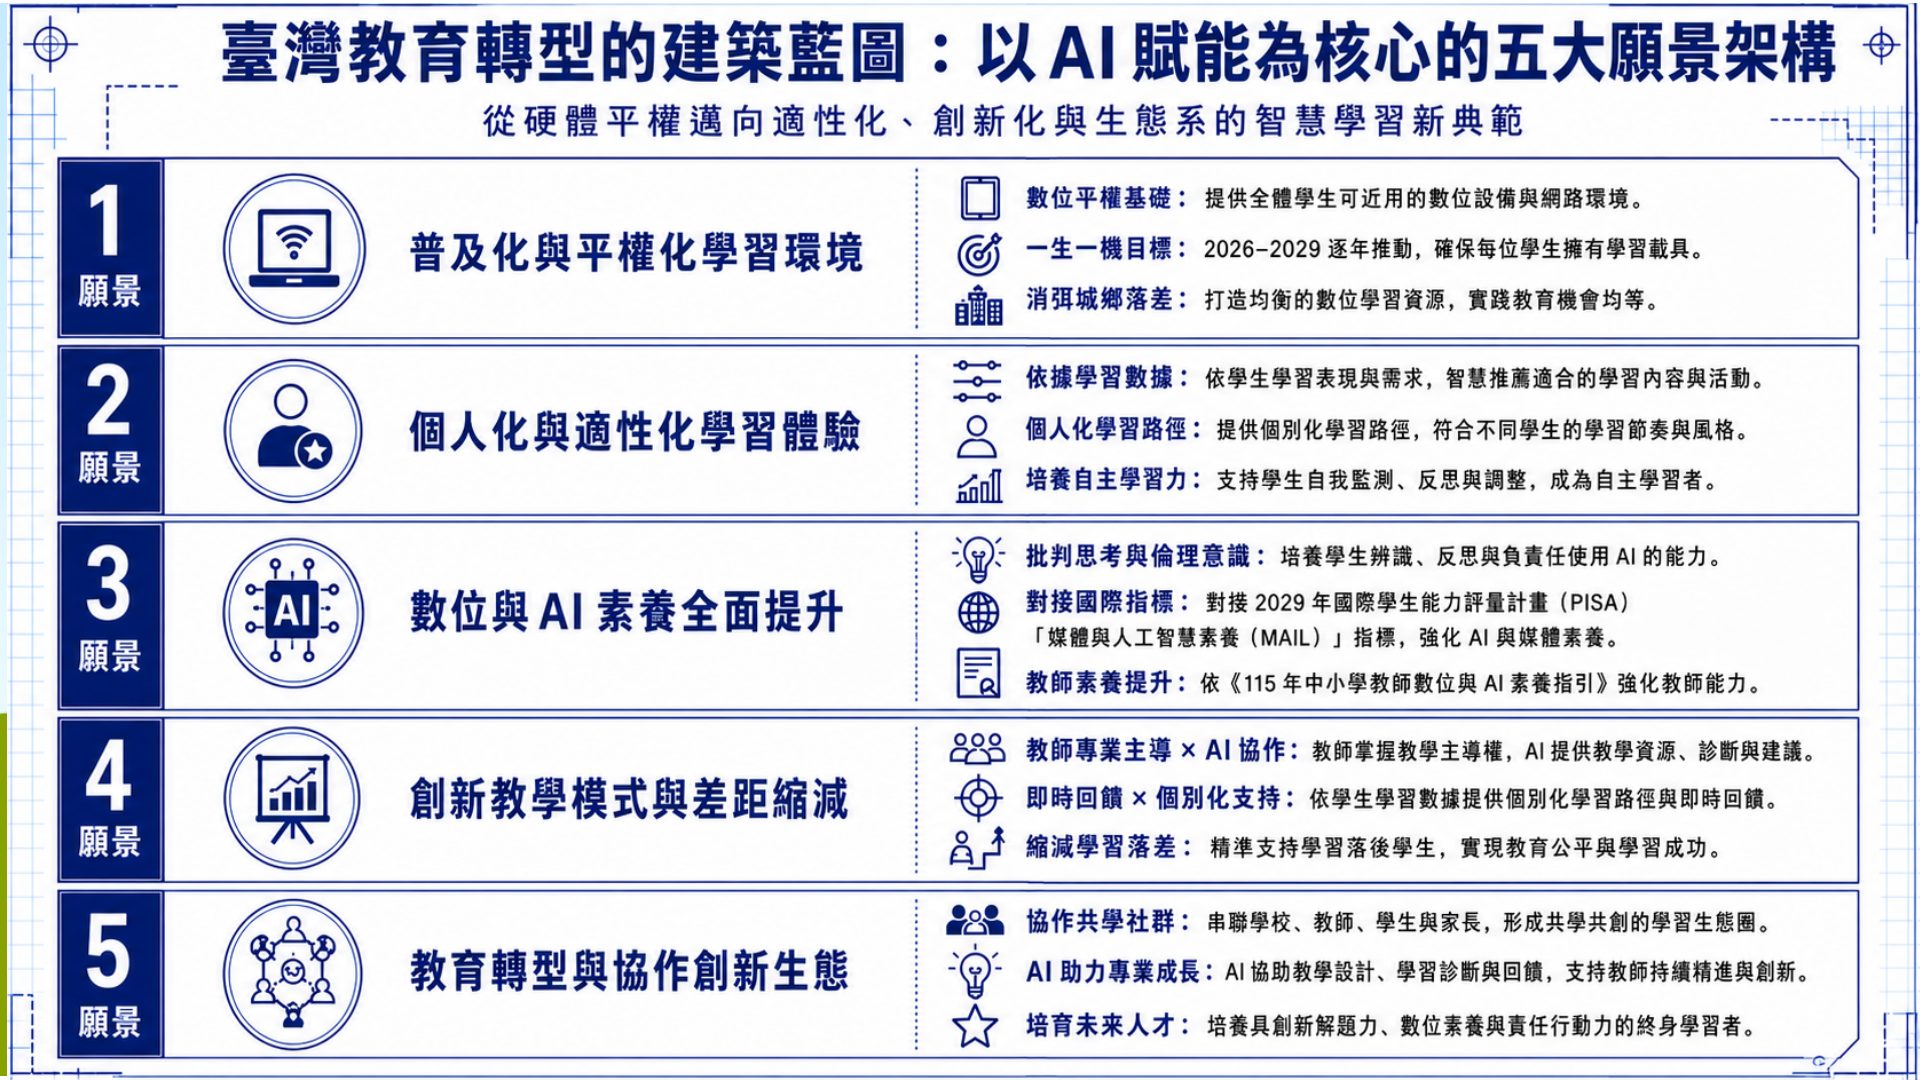 臺灣教育轉型的建築藍圖：以 AI 賦能為核心的五大願景架構
從硬體平權邁向適性化、創新化與生態系的智慧學習新典範
1
願景
普及化與平權化學習環境
數位平權基礎：提供全體學生可近用的數位設備與網路環境。
一生一機目標：2026–2029 逐年推動，確保每位學生擁有學習載具。
消弭城鄉落差：打造均衡的數位學習資源，實踐教育機會均等。
2
願景
個人化與適性化學習體驗
依據學習數據：依學生學習表現與需求，智慧推薦適合的學習內容與活動。
個人化學習路徑：提供個別化學習路徑，符合不同學生的學習節奏與風格。
培養自主學習力：支持學生自我監測、反思與調整，成為自主學習者。
3
願景
AI
數位與 AI 素養全面提升
批判思考與倫理意識：培養學生辨識、反思與負責任使用 AI 的能力。
對接國際指標：對接 2029 年國際學生能力評量計畫（PISA）
「媒體與人工智慧素養（MAIL）」指標，強化 AI 與媒體素養。
教師素養提升：依《115 年中小學教師數位與 AI 素養指引》強化教師能力。
4
願景
創新教學模式與差距縮減
教師專業主導 × AI 協作：教師掌握教學主導權，AI 提供教學資源、診斷與建議。
即時回饋 × 個別化支持：依學生學習數據提供個別化學習路徑與即時回饋。
縮減學習落差：精準支持學習落後學生，實現教育公平與學習成功。
5
願景
教育轉型與協作創新生態
協作共學社群：串聯學校、教師、學生與家長，形成共學共創的學習生態圈。
AI 助力專業成長：AI 協助教學設計、學習診斷與回饋，支持教師持續精進與創新。
培育未來人才：培養具創新解題力、數位素養與責任行動力的終身學習者。